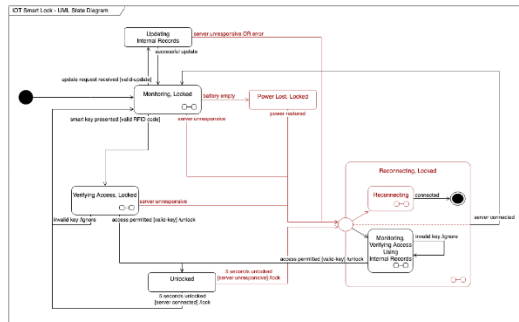 IOT Smart Lock - UML State Diagram
Updating
Internal Records
server unresponsive OR error
successful update
update request received [valid-update]
Monitoring, Locked
battery empty
Power Lost, Locked
smart key presented [valid RFID code]
server unresponsive
power restored
Reconnecting, Locked
Reconnecting
connected
Verifying Access, Locked
server unresponsive
server connected
invalid key /ignore
access permitted [valid-key] /unlock
Monitoring,
Verifying Access
Using
Internal Records
invalid key /ignore
access permitted [valid-key] /unlock
Unlocked
5 seconds unlocked
[server unresponsive] /lock
5 seconds unlocked
[server connected] /lock